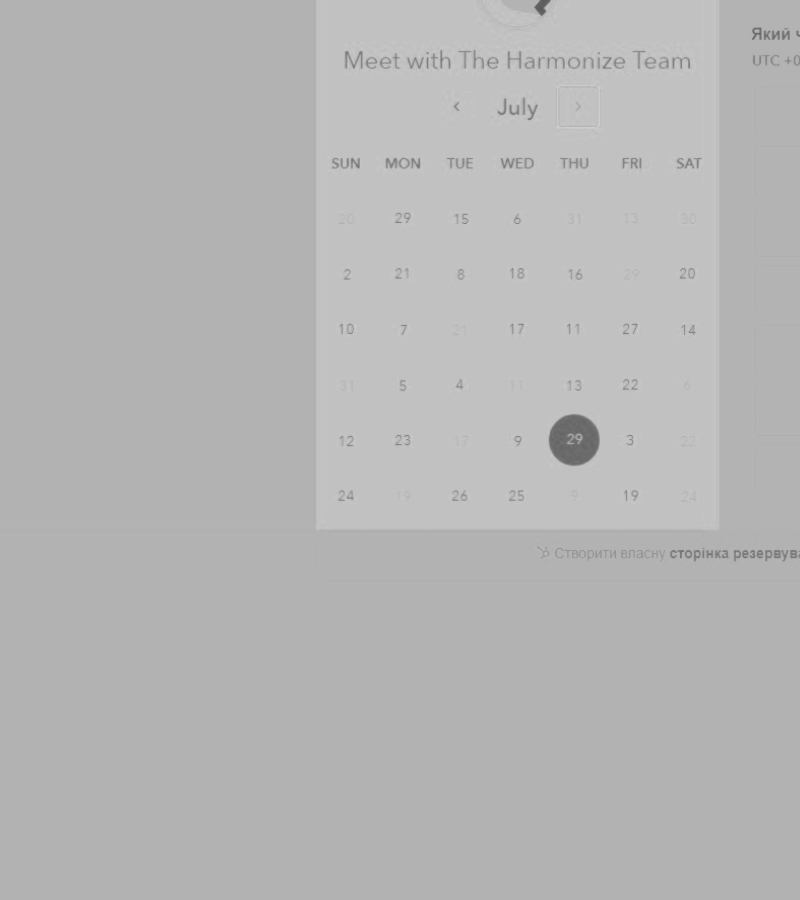 Meet with The Harmonize Team
July
SUN MON TUE WED THU FRI SAT
20 29 15 6 31 13 30
2 21 8 18 16 29 20
10 7 21 17 11 27 14
31 5 4 11 13 22 6
12 23 17 9 29 3 22
24 19 26 25 9 19 24
Який
UTC +0
Створити власну сторінка резервува